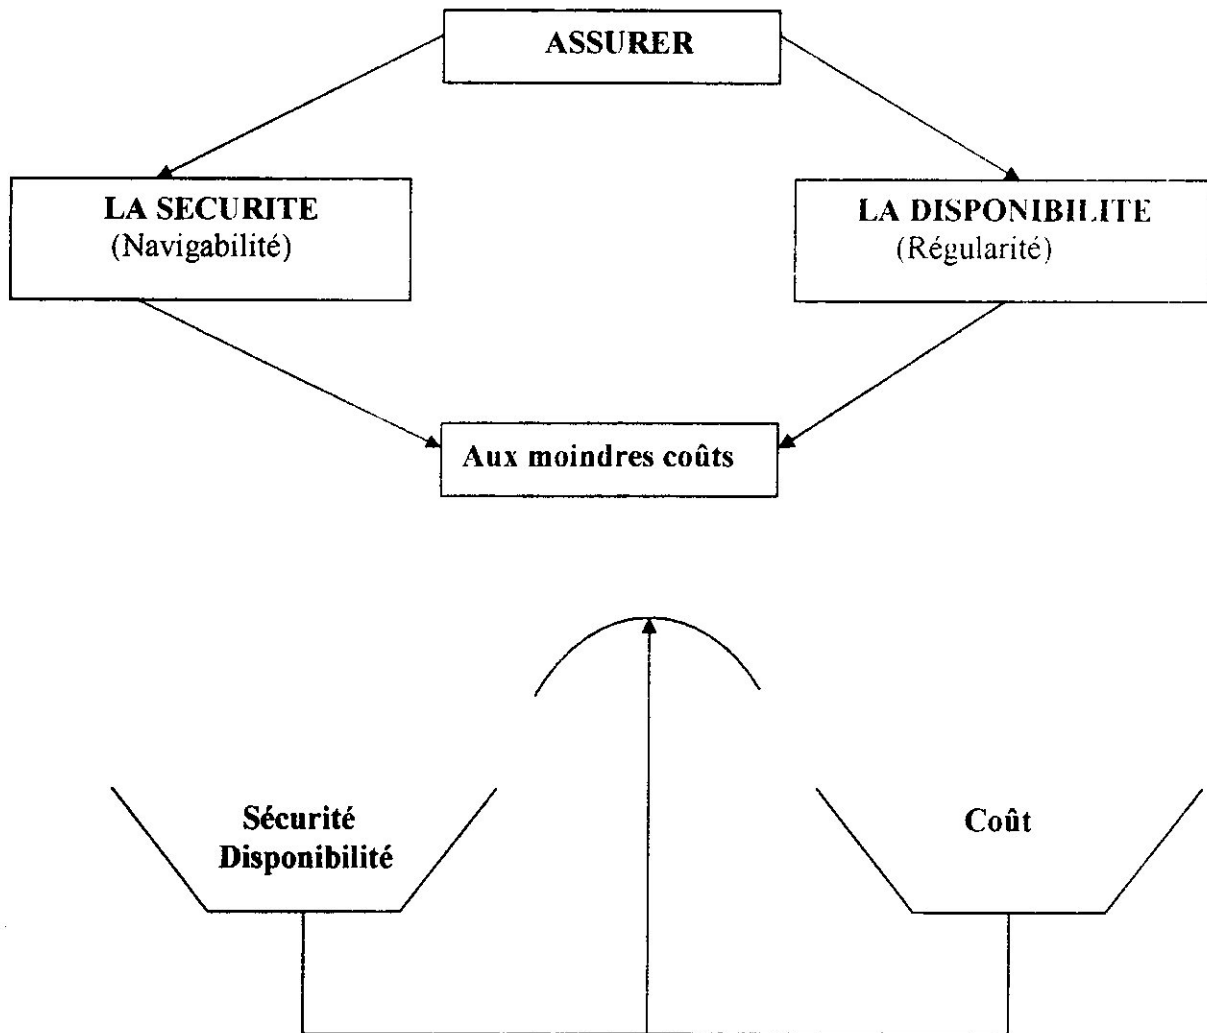 ASSURER
LA SECURITE
(Navigabilité)
LA DISPONIBILITE
(Régularité)
Aux moindres coûts
Sécurité
Disponibilité
Coût